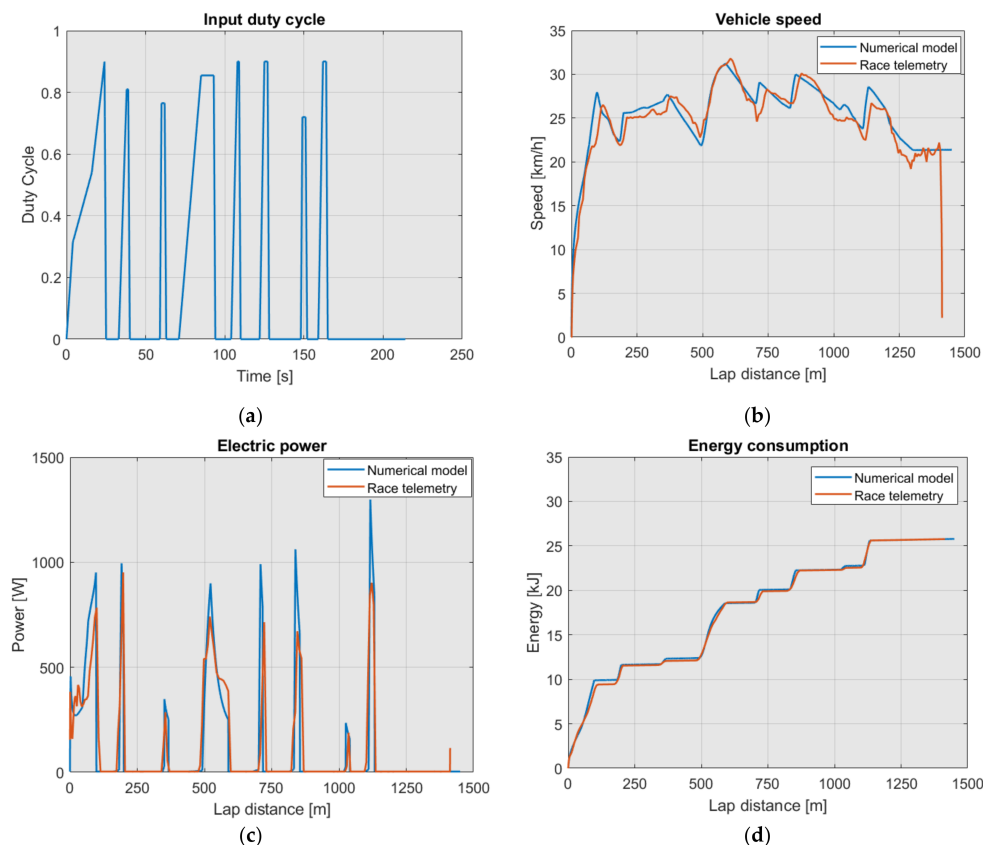 Input duty cycle
1
0.8
0.6
0.4
0.2
0
Duty Cycle
0 50 100 150 200 250
Time [s]
(a)
Vehicle speed
35
30
25
20
15
10
5
0
Speed [km/h]
Numerical model
Race telemetry
0 250 500 750 1000 1250 1500
Lap distance [m]
(b)
Electric power
1500
1000
500
0
Power [W]
Numerical model
Race telemetry
0 250 500 750 1000 1250 1500
Lap distance [m]
(c)
Energy consumption
35
30
25
20
15
10
5
0
Energy [kJ]
Numerical model
Race telemetry
0 250 500 750 1000 1250 1500
Lap distance [m]
(d)